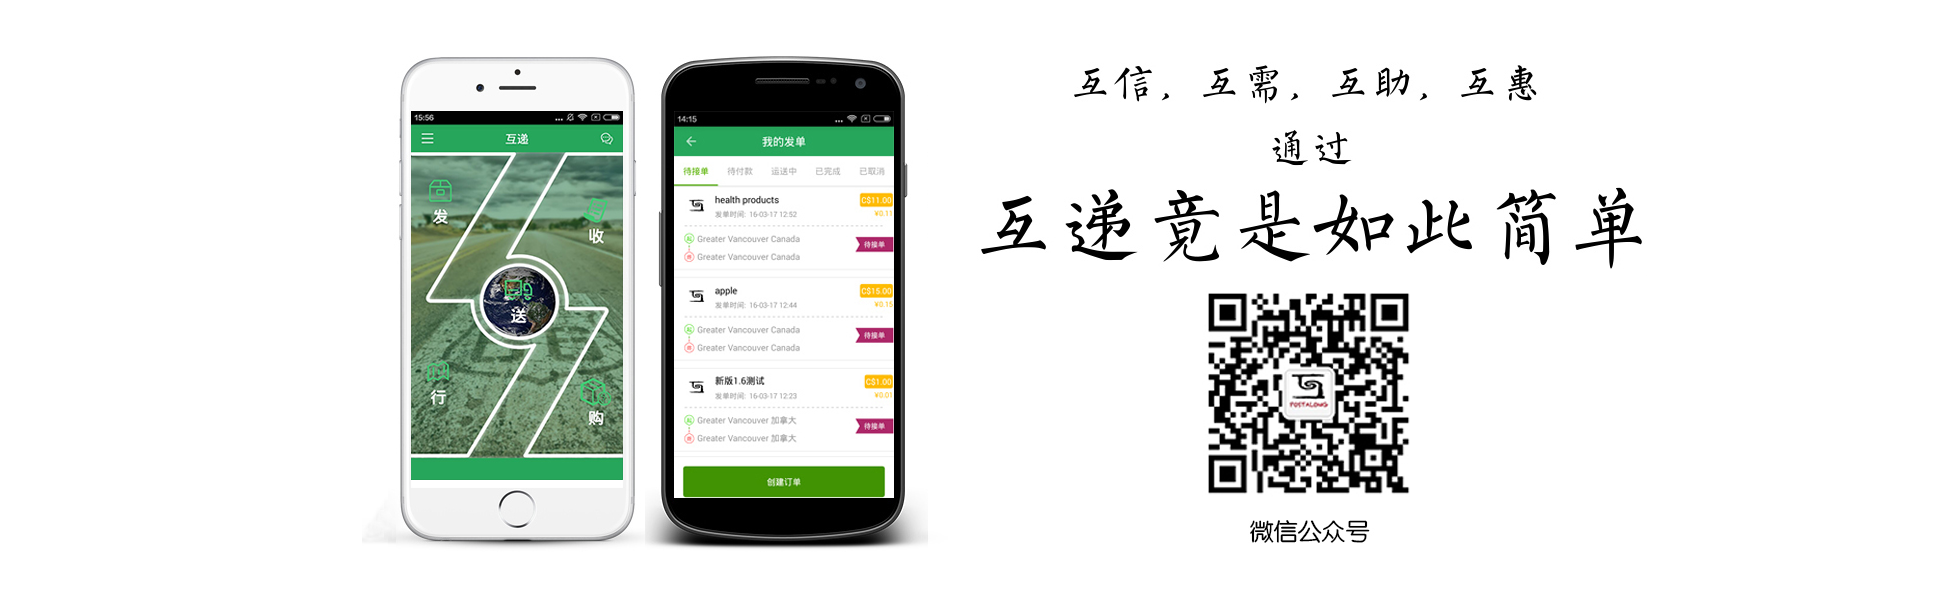 15:56
互递
发
收
送
行
购
14:15
我的发单
待接单 待付款 运送中 已完成 已取消
health products C$11.00
发单时间: 16-03-17 12:52 ¥0.11
Greater Vancouver Canada
待接单
Greater Vancouver Canada
apple C$15.00
发单时间: 16-03-17 12:44 ¥0.15
Greater Vancouver Canada
待接单
Greater Vancouver Canada
新版1.6测试 C$1.00
发单时间: 16-03-17 12:23 ¥0.01
Greater Vancouver 加拿大
待接单
Greater Vancouver 加拿大
创建订单
互信, 互需, 互助, 互惠
通过
互递竟是如此简单
POSTALONG
微信公众号